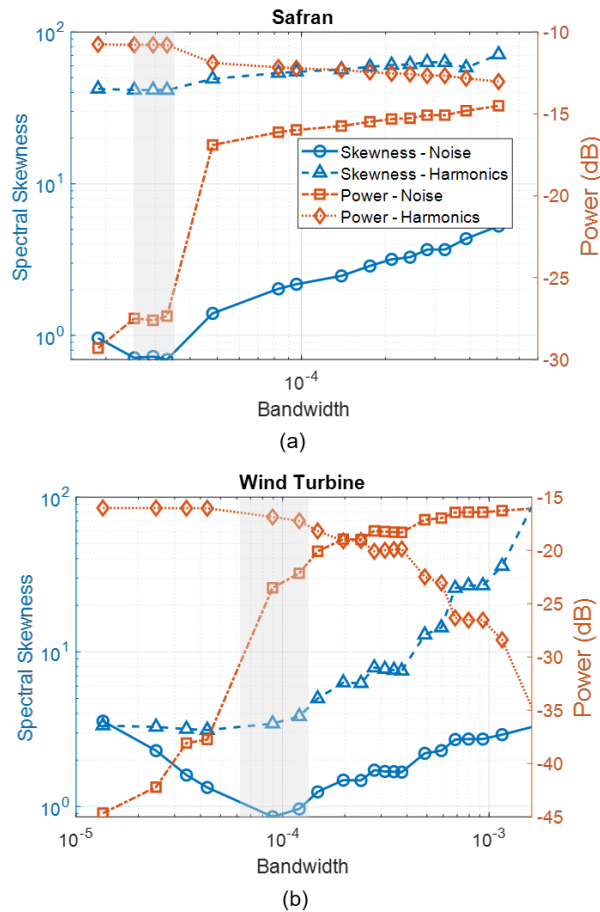 Safran
Spectral Skewness
10^2
10^1
10^0
Skewness - Noise
Skewness - Harmonics
Power - Noise
Power - Harmonics
-10
-15
-20
-25
-30
Power (dB)
10^-4
Bandwidth
(a)
Wind Turbine
Spectral Skewness
10^2
10^1
10^0
-15
-20
-25
-30
-35
-40
-45
Power (dB)
10^-5
10^-4
10^-3
Bandwidth
(b)